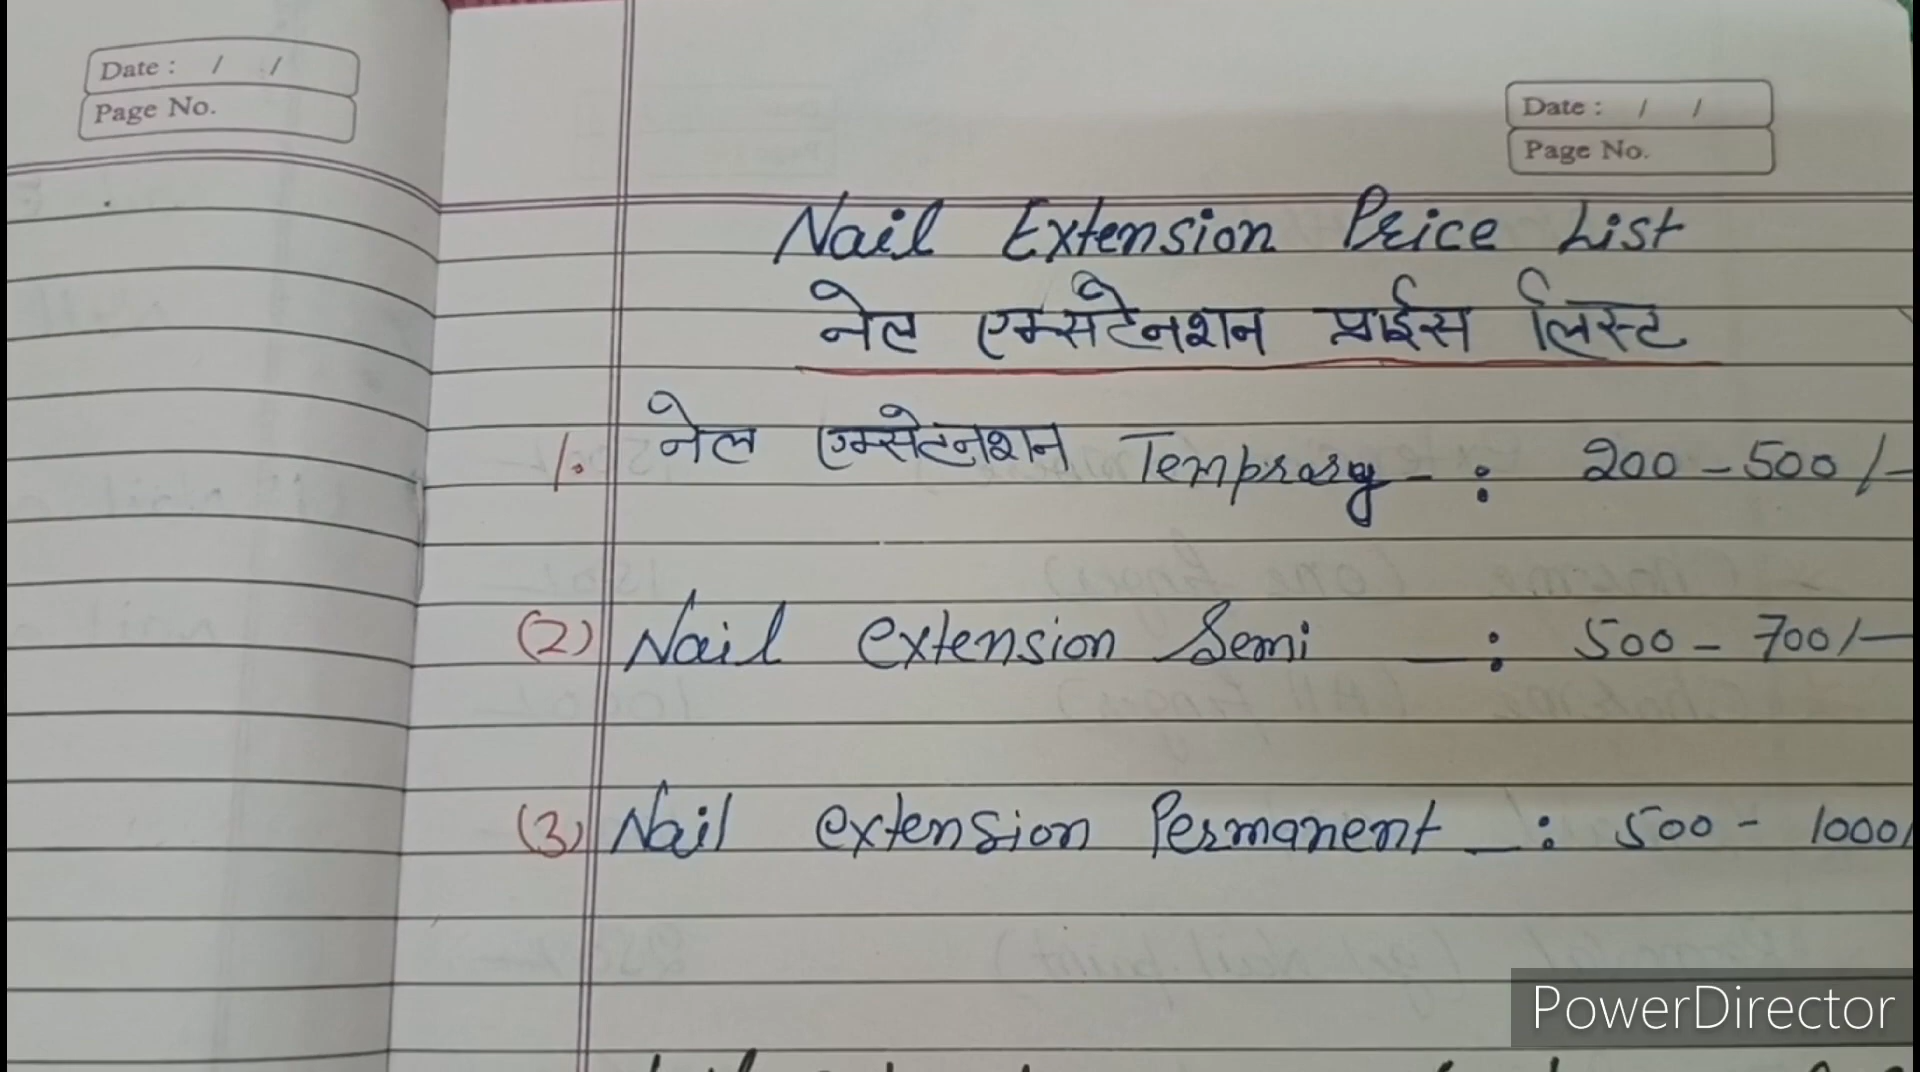 Date : / /
Page No.
Date : / /
Page No.
Nail Extension Price List
नेल एक्सटेनशन प्राईस लिस्ट
1. नेल एक्सटेनशन Temprary - : 200 - 500/-
(2) Nail extension Semi - : 500 - 700/-
(3) Nail extension Permanent - : 500 - 1000/
PowerDirector